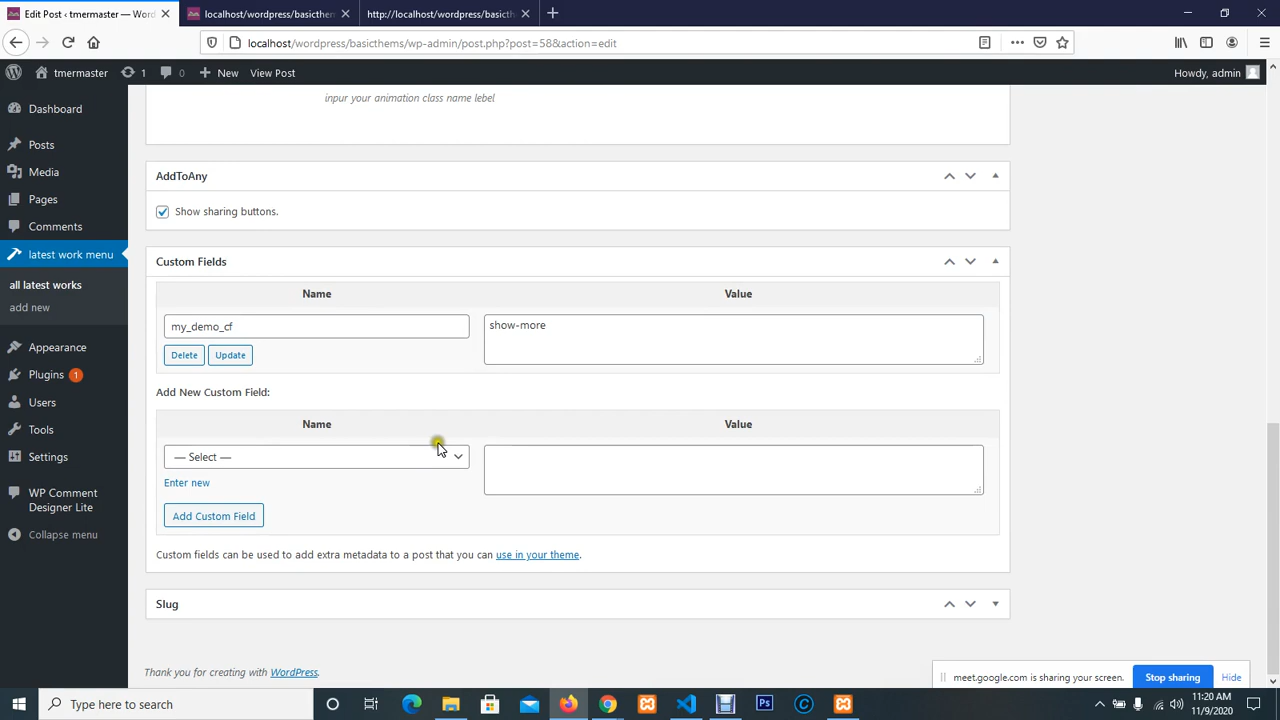 Edit Post ‹ tmermaster — Word
localhost/wordpress/basicthem
http://localhost/wordpress/basicth
localhost/wordpress/basicthems/wp-admin/post.php?post=58&action=edit
tmermaster
1
0
New
View Post
Howdy, admin
Dashboard
Posts
Media
Pages
Comments
latest work menu
all latest works
add new
Appearance
Plugins 1
Users
Tools
Settings
WP Comment
Designer Lite
Collapse menu
inpur your animation class name lebel
AddToAny
Show sharing buttons.
Custom Fields
Name
Value
my_demo_cf
show-more
Delete
Update
Add New Custom Field:
Name
Value
— Select —
Enter new
Add Custom Field
Custom fields can be used to add extra metadata to a post that you can use in your theme.
Slug
Thank you for creating with WordPress.
meet.google.com is sharing your screen.
Stop sharing
Hide
Type here to search
Ps
11:20 AM
11/9/2020